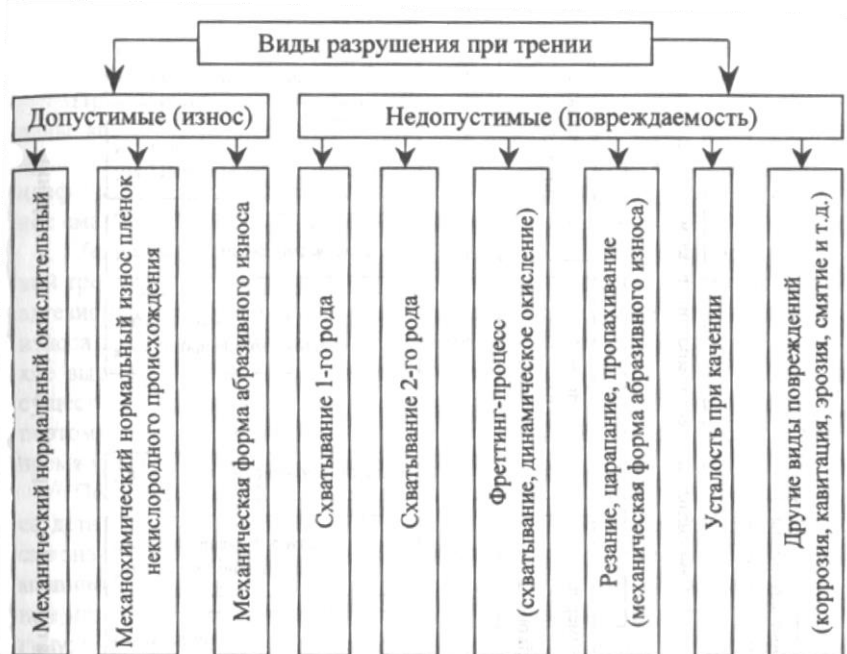 Виды разрушения при трении
Допустимые (износ)
Недопустимые (повреждаемость)
Механический нормальный окислительный
Механохимический нормальный износ пленок
некислородного происхождения
Механическая форма абразивного износа
Схватывание 1-го рода
Схватывание 2-го рода
Фреттинг-процесс
(схватывание, динамическое окисление)
Резание, царапание, пропахивание
(механическая форма абразивного износа)
Усталость при качении
Другие виды повреждений
(коррозия, кавитация, эрозия, смятие и т.д.)